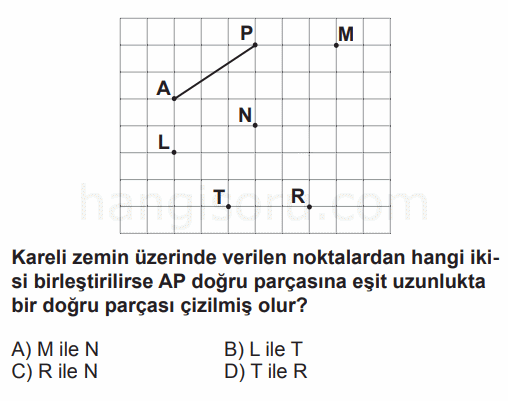 P
M
A
N
L
T
R
hangisoru.com
Kareli zemin üzerinde verilen noktalardan hangi iki-
si birleştirilirse AP doğru parçasına eşit uzunlukta
bir doğru parçası çizilmiş olur?
A) M ile N
B) L ile T
C) R ile N
D) T ile R